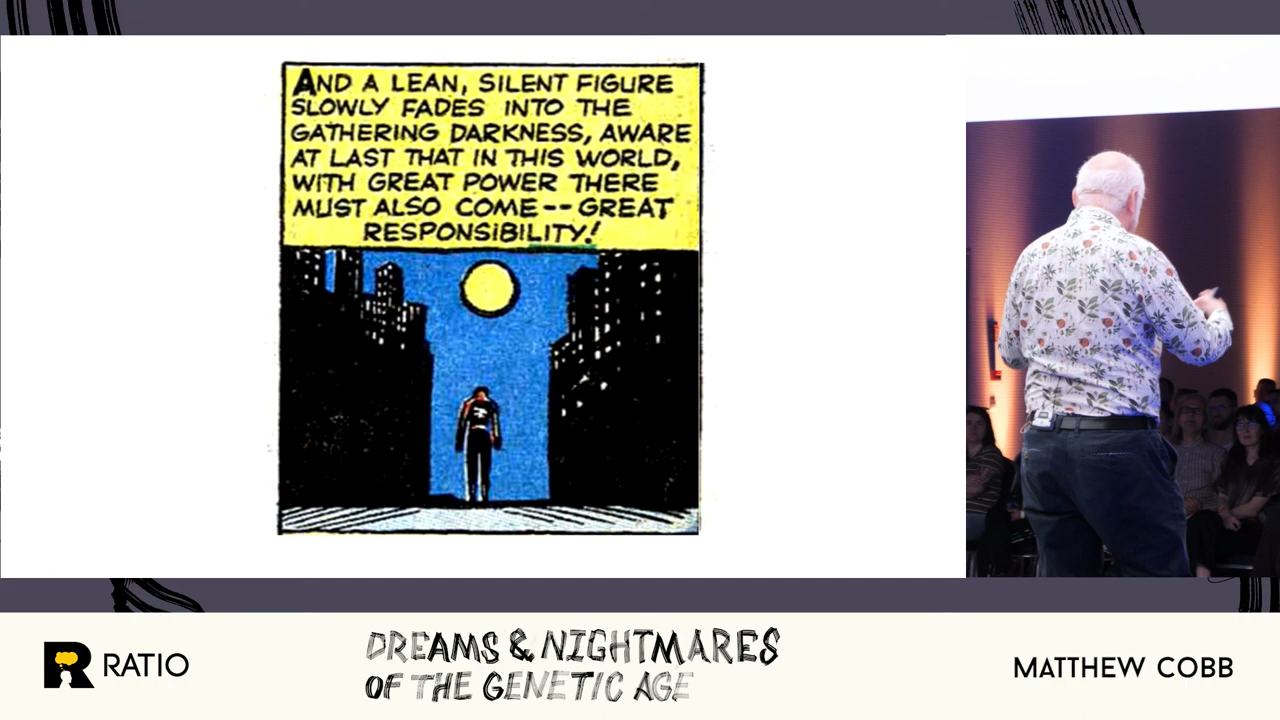 AND A LEAN, SILENT FIGURE
SLOWLY FADES INTO THE
GATHERING DARKNESS, AWARE
AT LAST THAT IN THIS WORLD,
WITH GREAT POWER THERE
MUST ALSO COME -- GREAT
RESPONSIBILITY!
RATIO
DREAMS & NIGHTMARES
OF THE GENETIC AGE
MATTHEW COBB